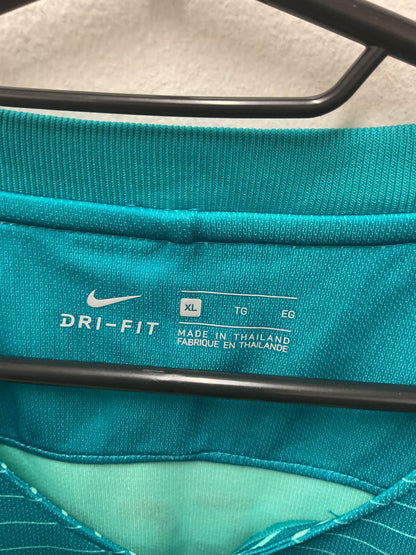 DRI-FIT
XL TG EG
MADE IN THAILAND
FABRIQUE EN THAILANDE